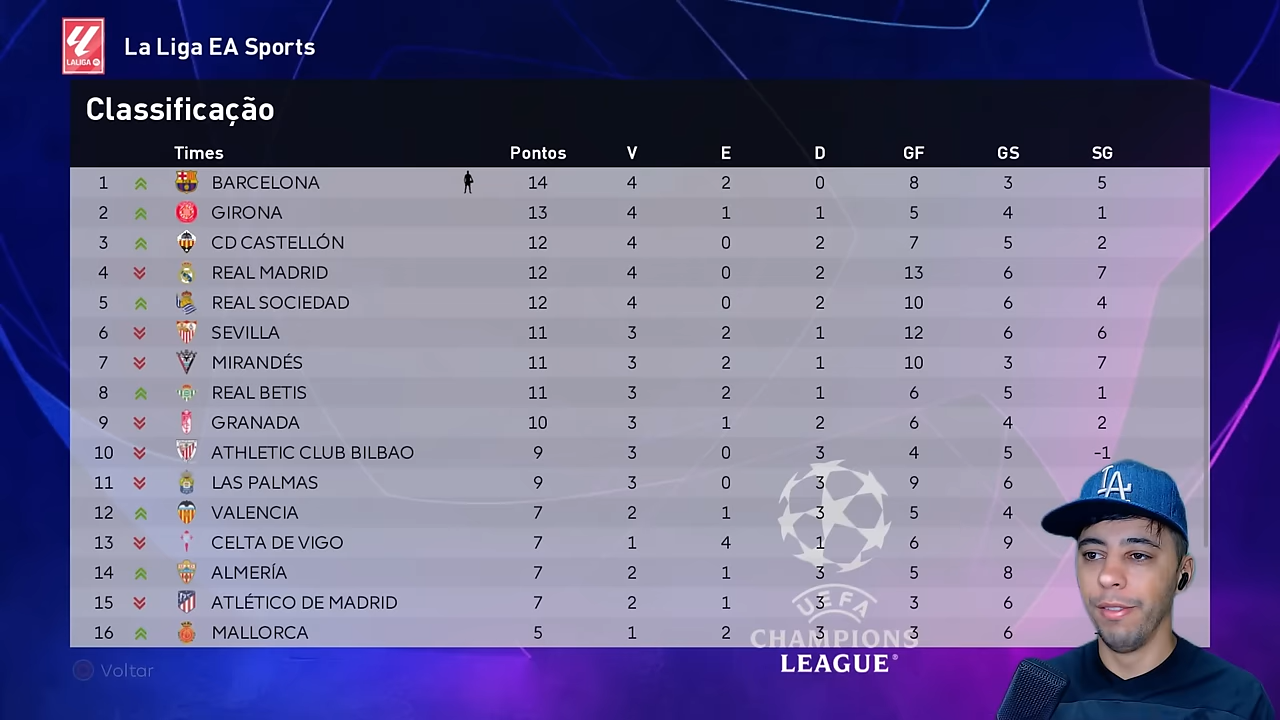 LALIGA
La Liga EA Sports
Classificação
Times Pontos V E D GF GS SG
1 BARCELONA 14 4 2 0 8 3 5
2 GIRONA 13 4 1 1 5 4 1
3 CD CASTELLÓN 12 4 0 2 7 5 2
4 REAL MADRID 12 4 0 2 13 6 7
5 REAL SOCIEDAD 12 4 0 2 10 6 4
6 SEVILLA 11 3 2 1 12 6 6
7 MIRANDÉS 11 3 2 1 10 3 7
8 REAL BETIS 11 3 2 1 6 5 1
9 GRANADA 10 3 1 2 6 4 2
10 ATHLETIC CLUB BILBAO 9 3 0 3 4 5 -1
11 LAS PALMAS 9 3 0 3 9 6
12 VALENCIA 7 2 1 3 5 4
13 CELTA DE VIGO 7 1 4 1 6 9
14 ALMERÍA 7 2 1 3 5 8
15 ATLÉTICO DE MADRID 7 2 1 3 3 6
16 MALLORCA 5 1 2 3 3 6
UEFA
CHAMPIONS
LEAGUE®
Voltar
LA